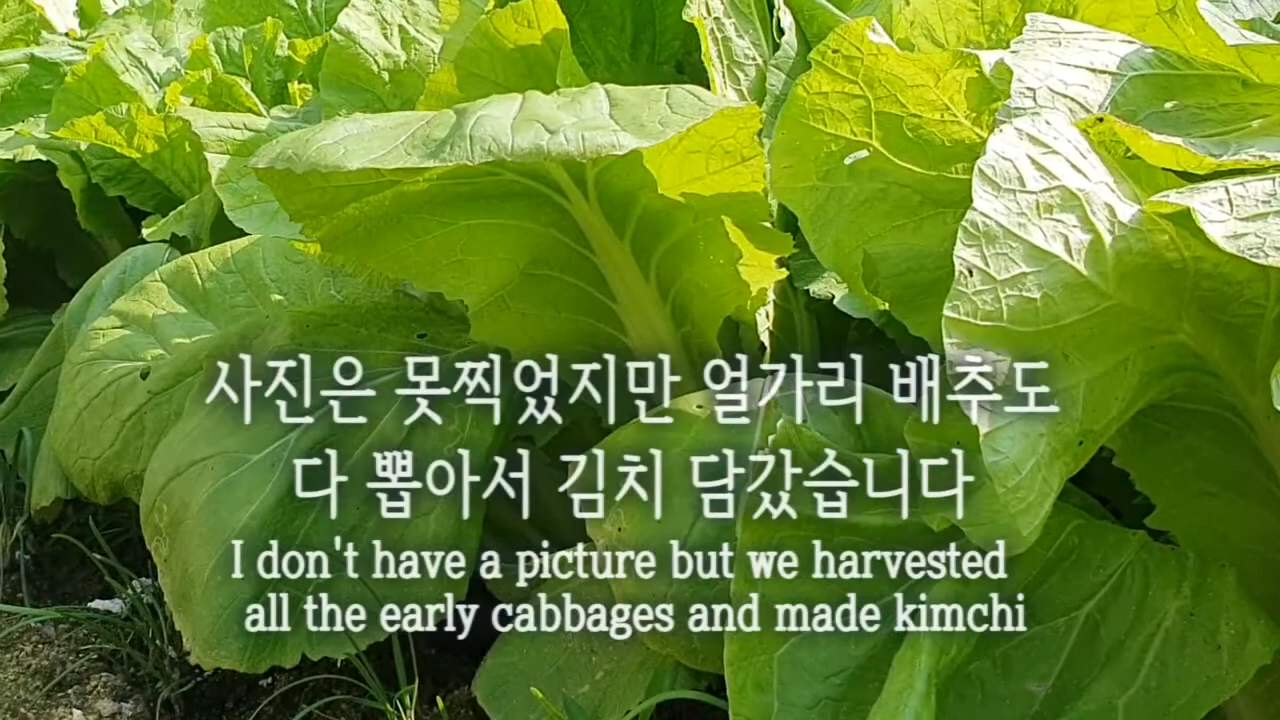 사진은 못찍었지만 얼가리 배추도
다 뽑아서 김치 담갔습니다
I don't have a picture but we harvested
all the early cabbages and made kimchi